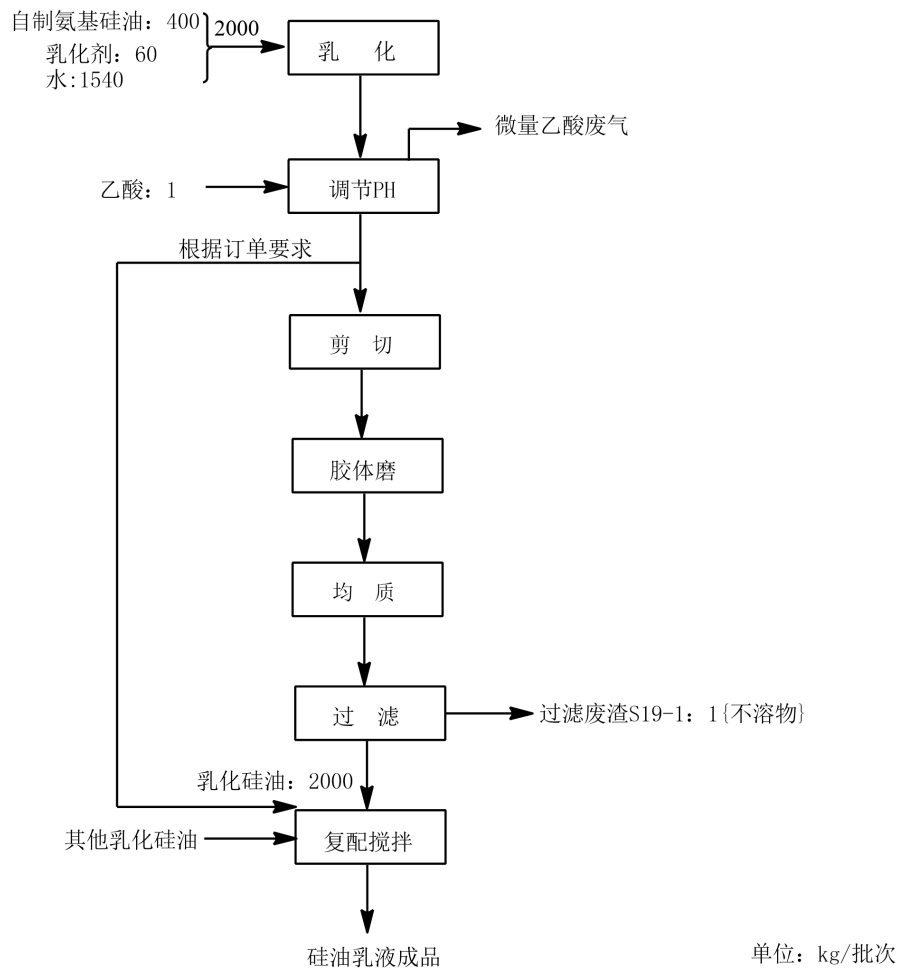 自制氨基硅油：400
2000
乳化剂：60
水:1540
乳 化
微量乙酸废气
乙酸：1
调节PH
根据订单要求
剪 切
胶体磨
均 质
过 滤
过滤废渣S19-1：1{不溶物}
乳化硅油：2000
其他乳化硅油
复配搅拌
硅油乳液成品
单位：kg/批次